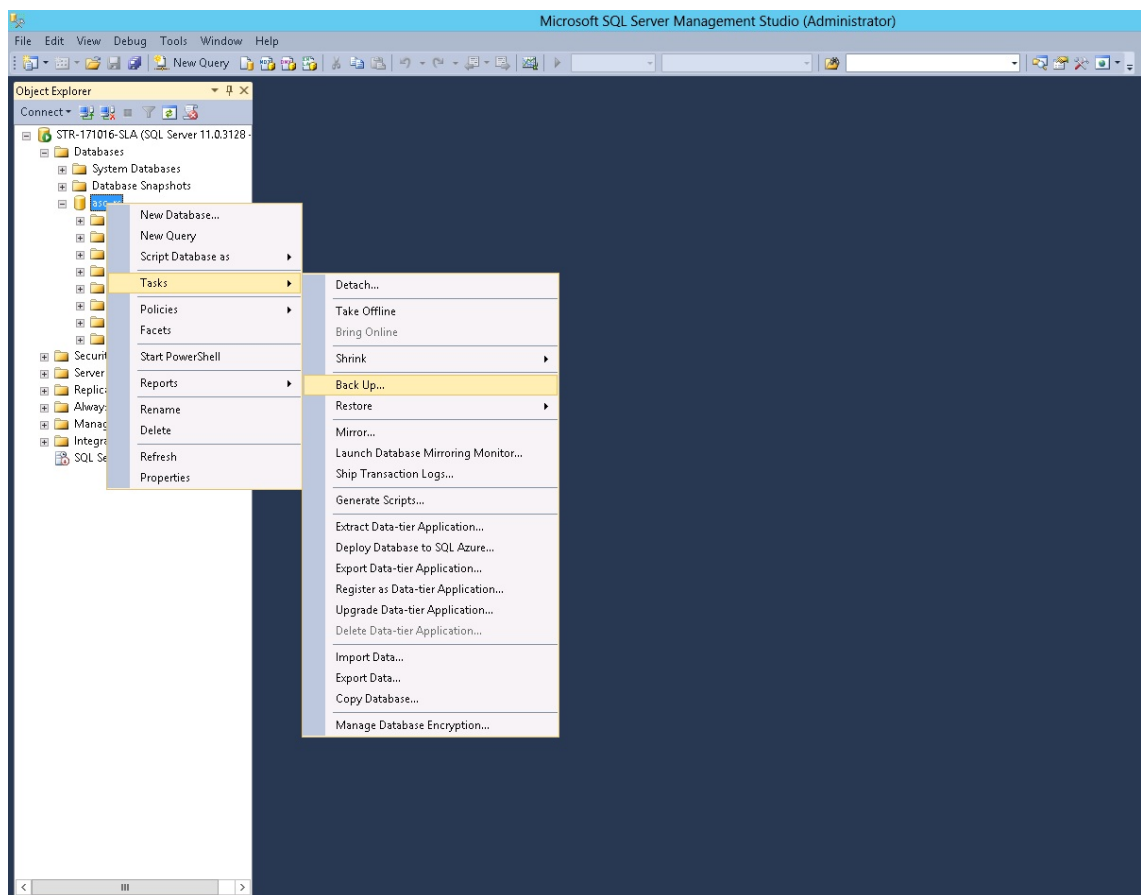 Microsoft SQL Server Management Studio (Administrator)
File Edit View Debug Tools Window Help
New Query
Object Explorer
Connect
STR-171016-SLA (SQL Server 11.0.3128 -
Databases
System Databases
Database Snapshots
New Database...
New Query
Script Database as
Tasks
Policies
Facets
Start PowerShell
Reports
Rename
Delete
Refresh
Properties
Detach...
Take Offline
Bring Online
Shrink
Back Up...
Restore
Mirror...
Launch Database Mirroring Monitor...
Ship Transaction Logs...
Generate Scripts...
Extract Data-tier Application...
Deploy Database to SQL Azure...
Export Data-tier Application...
Register as Data-tier Application...
Upgrade Data-tier Application...
Delete Data-tier Application...
Import Data...
Export Data...
Copy Database...
Manage Database Encryption...
Securit
Server
Replic
Alway
Manag
Integra
SQL Se